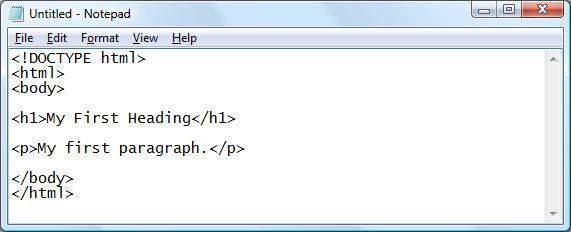 Untitled - Notepad
File Edit Format View Help
<!DOCTYPE html>
<html>
<body>
<h1>My First Heading</h1>
<p>My first paragraph.</p>
</body>
</html>